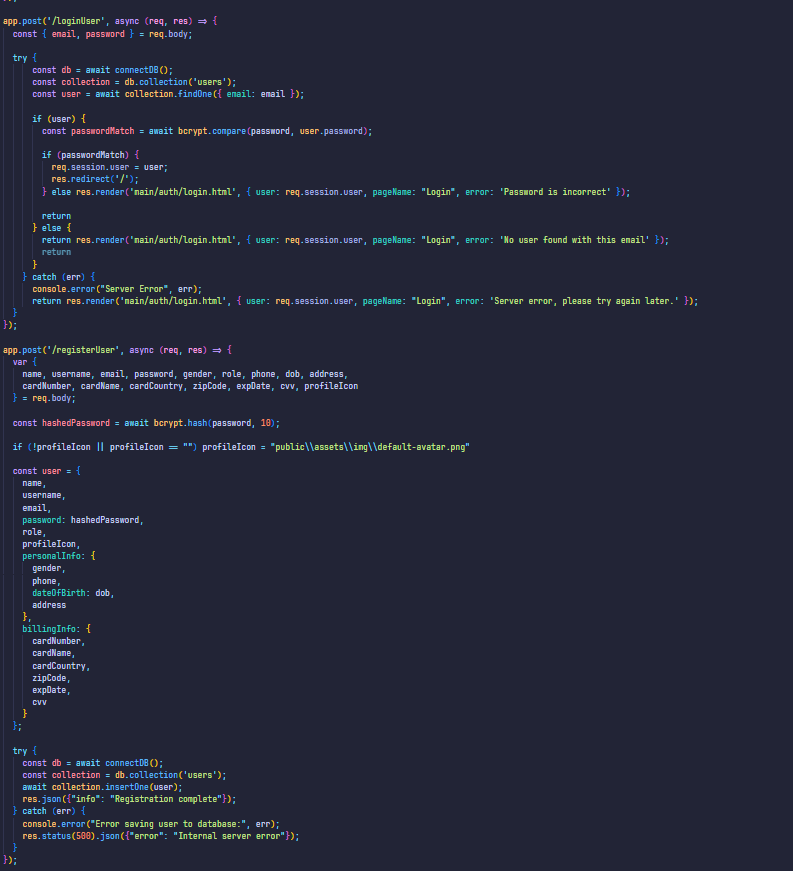 app.post('/loginUser', async (req, res) => {
  const { email, password } = req.body;

  try {
      const db = await connectDB();
      const collection = db.collection('users');
      const user = await collection.findOne({ email: email });

      if (user) {
        const passwordMatch = await bcrypt.compare(password, user.password);

        if (passwordMatch) {
          req.session.user = user;
          res.redirect('/');
        } else res.render('main/auth/login.html', { user: req.session.user, pageName: "Login", error: 'Password is incorrect' });

        return
      } else {
        return res.render('main/auth/login.html', { user: req.session.user, pageName: "Login", error: 'No user found with this email' });
        return
      }
    } catch (err) {
      console.error("Server Error", err);
      return res.render('main/auth/login.html', { user: req.session.user, pageName: "Login", error: 'Server error, please try again later.' });
  }
});

app.post('/registerUser', async (req, res) => {
  var {
    name, username, email, password, gender, role, phone, dob, address,
    cardNumber, cardName, cardCountry, zipCode, expDate, cvv, profileIcon
  } = req.body;

  const hashedPassword = await bcrypt.hash(password, 10);

  if (!profileIcon || profileIcon == "") profileIcon = "public\\assets\\img\\default-avatar.png"

  const user = {
    name,
    username,
    email,
    password: hashedPassword,
    role,
    profileIcon,
    personalInfo: {
      gender,
      phone,
      dateOfBirth: dob,
      address
    },
    billingInfo: {
      cardNumber,
      cardName,
      cardCountry,
      zipCode,
      expDate,
      cvv
    }
  };

  try {
    const db = await connectDB();
    const collection = db.collection('users');
    await collection.insertOne(user);
    res.json({"info": "Registration complete"});
  } catch (err) {
    console.error("Error saving user to database:", err);
    res.status(500).json({"error": "Internal server error"});
  }
});